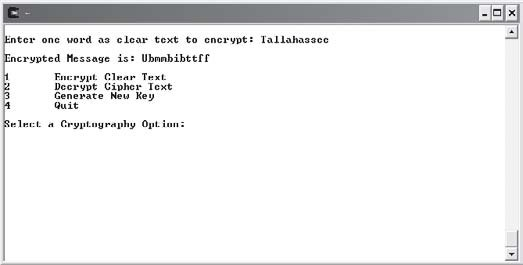 Enter one word as clear text to encrypt: Tallahassee
Encrypted Message is: Ubmmbibttff
1 Encrypt Clear Text
2 Decrypt Cipher Text
3 Generate New Key
4 Quit
Select a Cryptography Option: